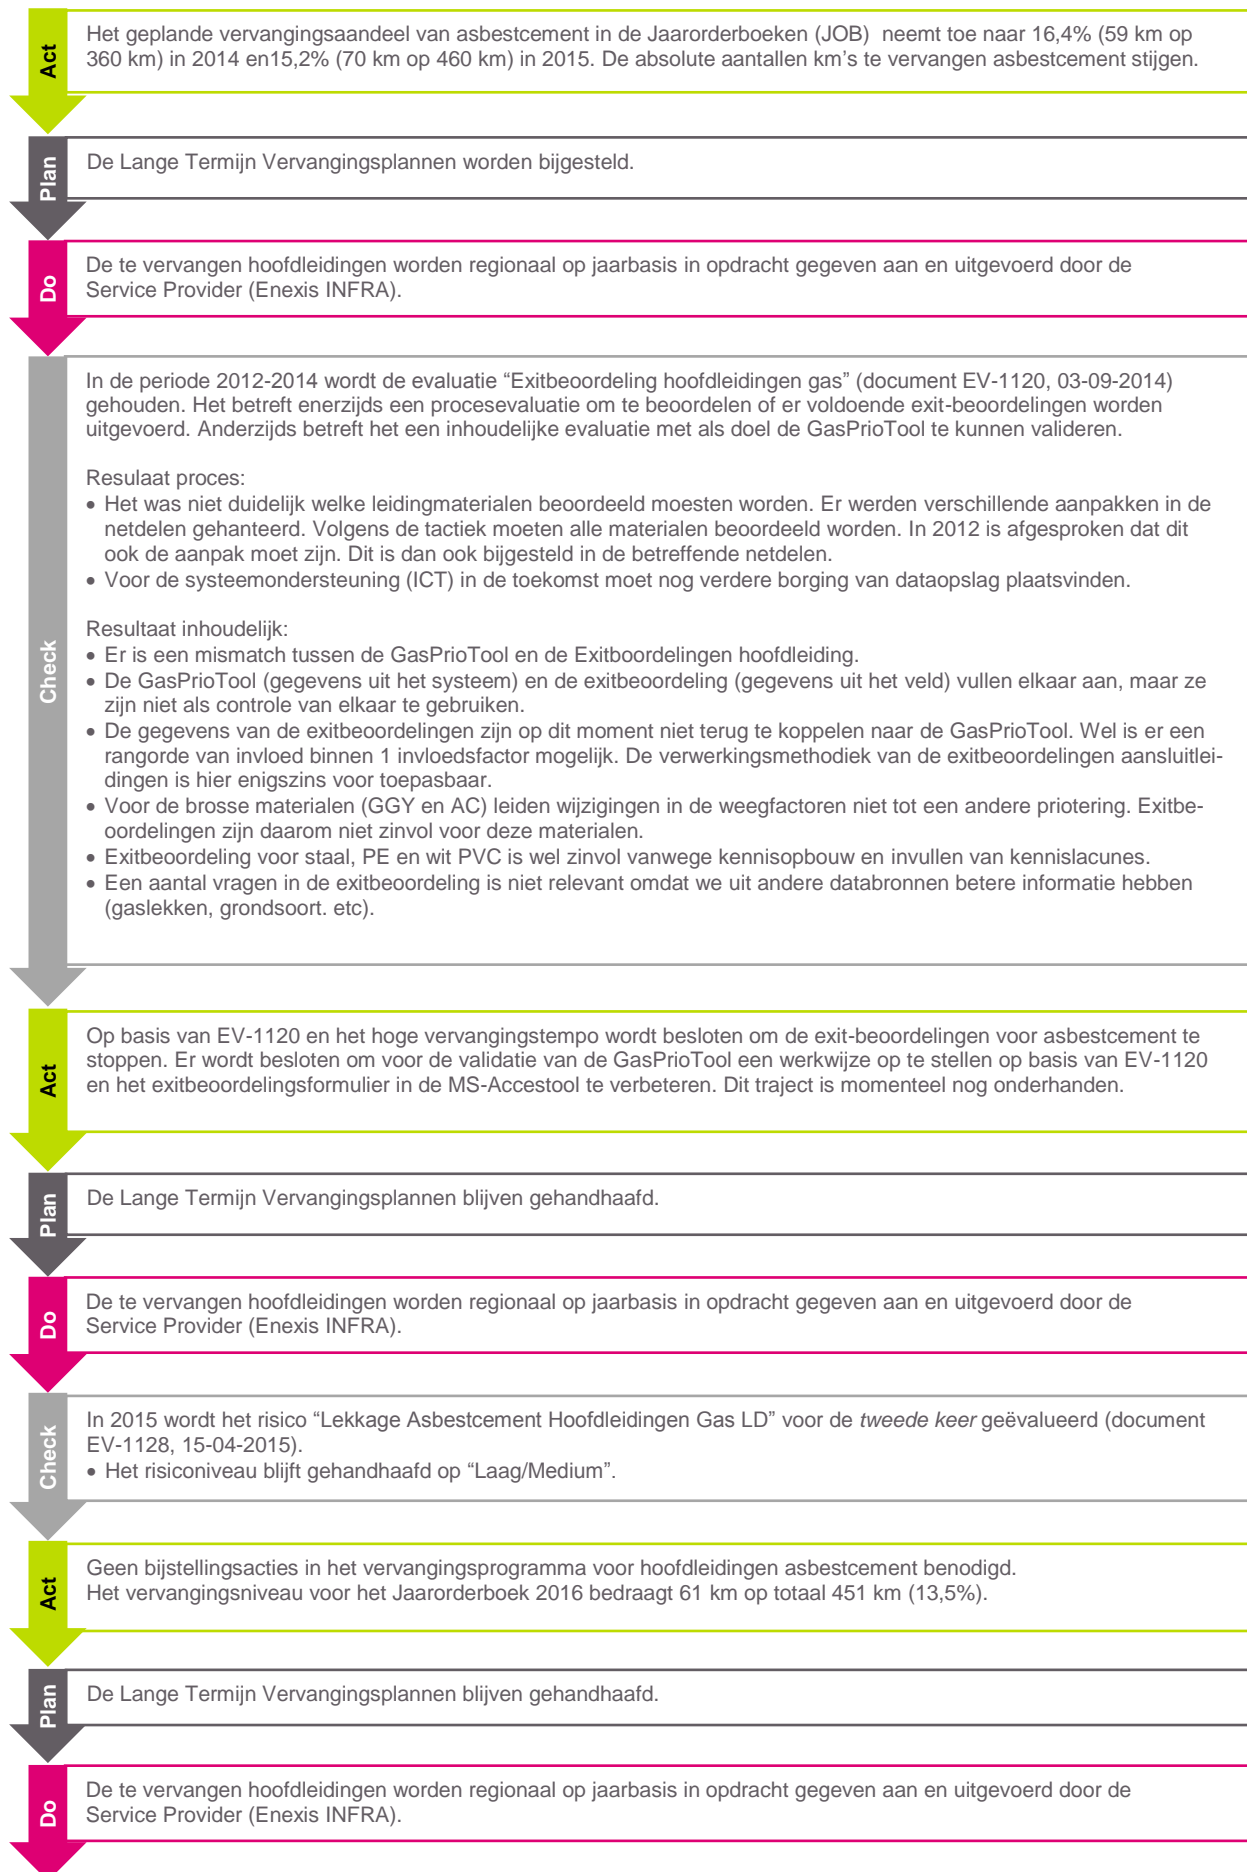 Act
Het geplande vervangingsaandeel van asbestcement in de Jaarorderboeken (JOB)  neemt toe naar 16,4% (59 km op
360 km) in 2014 en15,2% (70 km op 460 km) in 2015. De absolute aantallen km's te vervangen asbestcement stijgen.
Plan
De Lange Termijn Vervangingsplannen worden bijgesteld.
Do
De te vervangen hoofdleidingen worden regionaal op jaarbasis in opdracht gegeven aan en uitgevoerd door de
Service Provider (Enexis INFRA).
Check
In de periode 2012-2014 wordt de evaluatie “Exitbeoordeling hoofdleidingen gas” (document EV-1120, 03-09-2014)
gehouden. Het betreft enerzijds een procesevaluatie om te beoordelen of er voldoende exit-beoordelingen worden
uitgevoerd. Anderzijds betreft het een inhoudelijke evaluatie met als doel de GasPrioTool te kunnen valideren.
Resulaat proces:
• Het was niet duidelijk welke leidingmaterialen beoordeeld moesten worden. Er werden verschillende aanpakken in de
netdelen gehanteerd. Volgens de tactiek moeten alle materialen beoordeeld worden. In 2012 is afgesproken dat dit
ook de aanpak moet zijn. Dit is dan ook bijgesteld in de betreffende netdelen.
• Voor de systeemondersteuning (ICT) in de toekomst moet nog verdere borging van dataopslag plaatsvinden.
Resultaat inhoudelijk:
• Er is een mismatch tussen de GasPrioTool en de Exitboordelingen hoofdleiding.
• De GasPrioTool (gegevens uit het systeem) en de exitbeoordeling (gegevens uit het veld) vullen elkaar aan, maar ze
zijn niet als controle van elkaar te gebruiken.
• De gegevens van de exitbeoordelingen zijn op dit moment niet terug te koppelen naar de GasPrioTool. Wel is er een
rangorde van invloed binnen 1 invloedsfactor mogelijk. De verwerkingsmethodiek van de exitbeoordelingen aansluitlei-
dingen is hier enigszins voor toepasbaar.
• Voor de brosse materialen (GGY en AC) leiden wijzigingen in de weegfactoren niet tot een andere priotering. Exitbe-
oordelingen zijn daarom niet zinvol voor deze materialen.
• Exitbeoordeling voor staal, PE en wit PVC is wel zinvol vanwege kennisopbouw en invullen van kennislacunes.
• Een aantal vragen in de exitbeoordeling is niet relevant omdat we uit andere databronnen betere informatie hebben
(gaslekken, grondsoort. etc).
Act
Op basis van EV-1120 en het hoge vervangingstempo wordt besloten om de exit-beoordelingen voor asbestcement te
stoppen. Er wordt besloten om voor de validatie van de GasPrioTool een werkwijze op te stellen op basis van EV-1120
en het exitbeoordelingsformulier in de MS-Accestool te verbeteren. Dit traject is momenteel nog onderhanden.
Plan
De Lange Termijn Vervangingsplannen blijven gehandhaafd.
Do
De te vervangen hoofdleidingen worden regionaal op jaarbasis in opdracht gegeven aan en uitgevoerd door de
Service Provider (Enexis INFRA).
Check
In 2015 wordt het risico “Lekkage Asbestcement Hoofdleidingen Gas LD” voor de tweede keer geëvalueerd (document
EV-1128, 15-04-2015).
• Het risiconiveau blijft gehandhaafd op “Laag/Medium”.
Act
Geen bijstellingsacties in het vervangingsprogramma voor hoofdleidingen asbestcement benodigd.
Het vervangingsniveau voor het Jaarorderboek 2016 bedraagt 61 km op totaal 451 km (13,5%).
Plan
De Lange Termijn Vervangingsplannen blijven gehandhaafd.
Do
De te vervangen hoofdleidingen worden regionaal op jaarbasis in opdracht gegeven aan en uitgevoerd door de
Service Provider (Enexis INFRA).